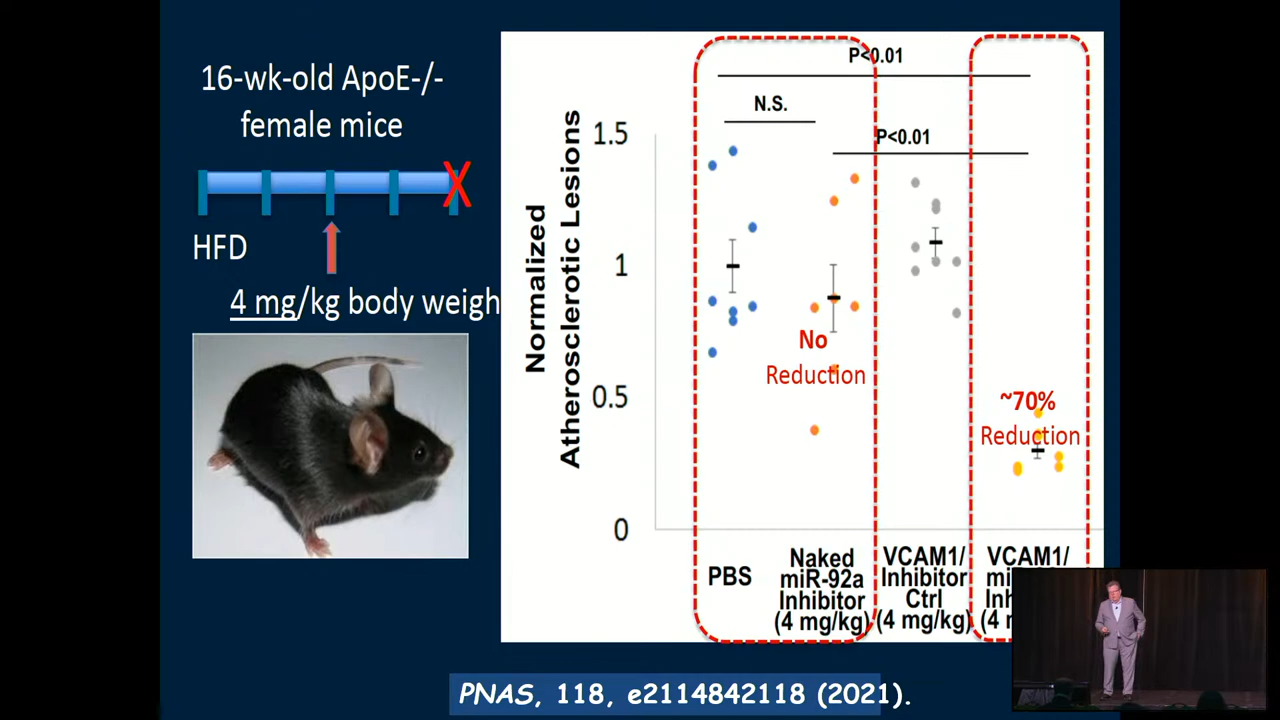 16-wk-old ApoE-/-
female mice
HFD
4 mg/kg body weigh
Normalized
Atherosclerotic Lesions
1.5
1
0.5
0
P<0.01
N.S.
P<0.01
No
Reduction
~70%
Reduction
PBS
Naked
miR-92a
Inhibitor
(4 mg/kg)
VCAM1/
Inhibitor
Ctrl
(4 mg/kg)
VCAM1/
PNAS, 118, e2114842118 (2021).